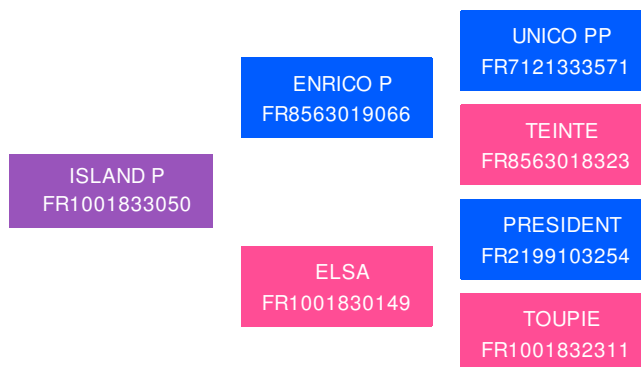 UNICO PP
FR7121333571
ENRICO P
FR8563019066
TEINTE
FR8563018323
ISLAND P
FR1001833050
PRESIDENT
FR2199103254
ELSA
FR1001830149
TOUPIE
FR1001832311